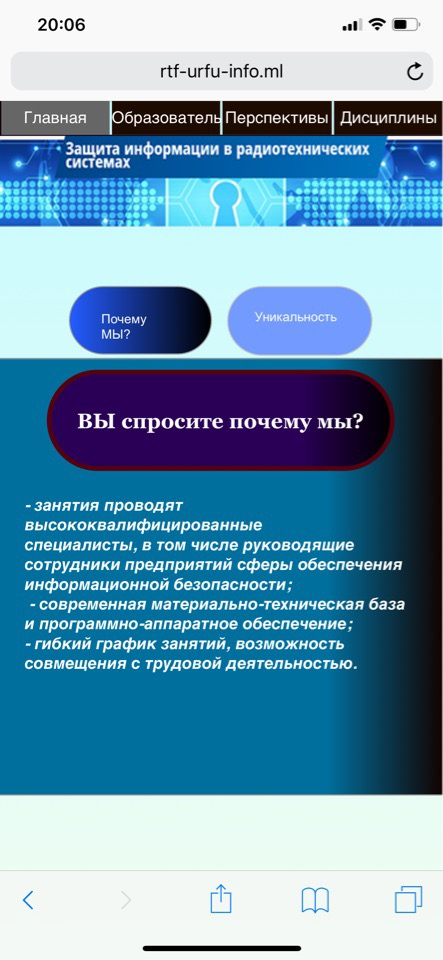 20:06
rtf-urfu-info.ml
Главная Образователь Перспективы Дисциплины
Защита информации в радиотехнических
системах
Почему
МЫ?
Уникальность
ВЫ спросите почему мы?
- занятия проводят
высококвалифицированные
специалисты, в том числе руководящие
сотрудники предприятий сферы обеспечения
информационной безопасности;
- современная материально-техническая база
и программно-аппаратное обеспечение;
- гибкий график занятий, возможность
совмещения с трудовой деятельностью.